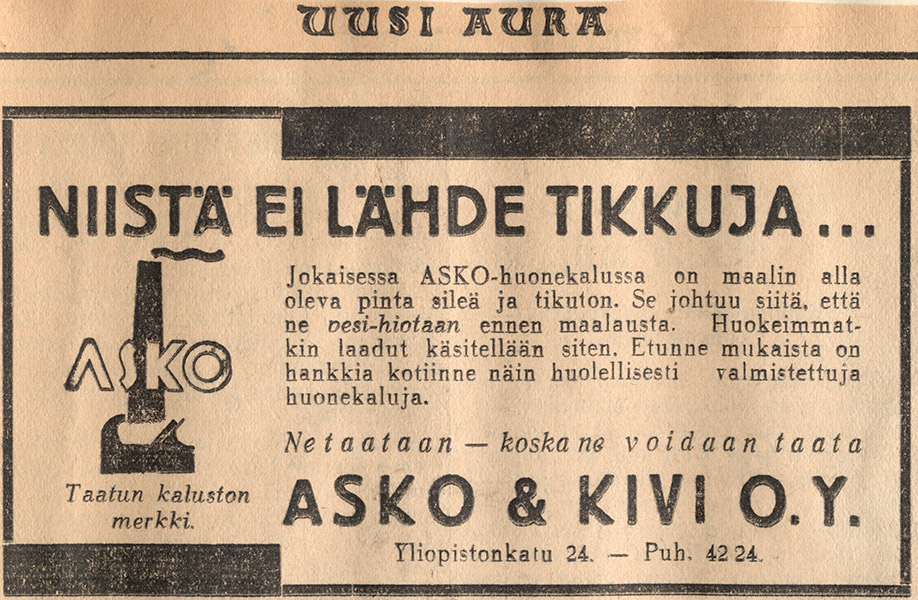 UUSI AURA
NIISTÄ EI LÄHDE TIKKUJA...
ASKO
Taatun kaluston
merkki.
Jokaisessa ASKO-huonekalussa on maalin alla
oleva pinta sileä ja tikuton. Se johtuu siitä, että
ne vesi-hiotaan ennen maalausta. Huokeimmat-
kin laadut käsitellään siten. Etunne mukaista on
hankkia kotiinne näin huolellisesti valmistettuja
huonekaluja.
Ne taataan — koska ne voidaan taata
ASKO & KIVI O.Y.
Yliopistonkatu 24. — Puh. 42 24.